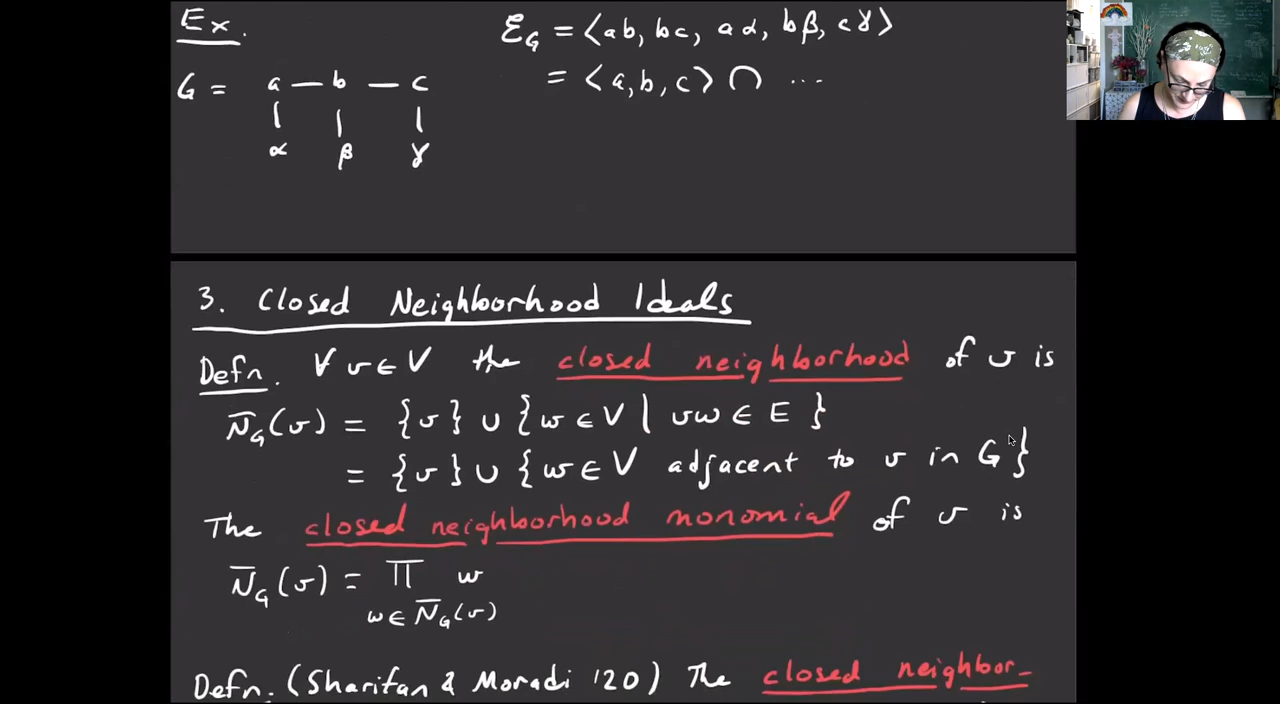 Ex.
ℰ_G = ⟨ab, bc, aα, bβ, cγ⟩
= ⟨a, b, c⟩ ∩ ...
G = a — b — c
α β γ
3. Closed Neighborhood Ideals
Defn. ∀ v ∈ V the closed neighborhood of v is
N̄_G(v) = {v} ∪ {w ∈ V | vw ∈ E}
= {v} ∪ {w ∈ V adjacent to v in G}
The closed neighborhood monomial of v is
N̄_G(v) = ∏ w
w ∈ N̄_G(v)
Defn. (Sharifan & Moradi '20) The closed neighbor-